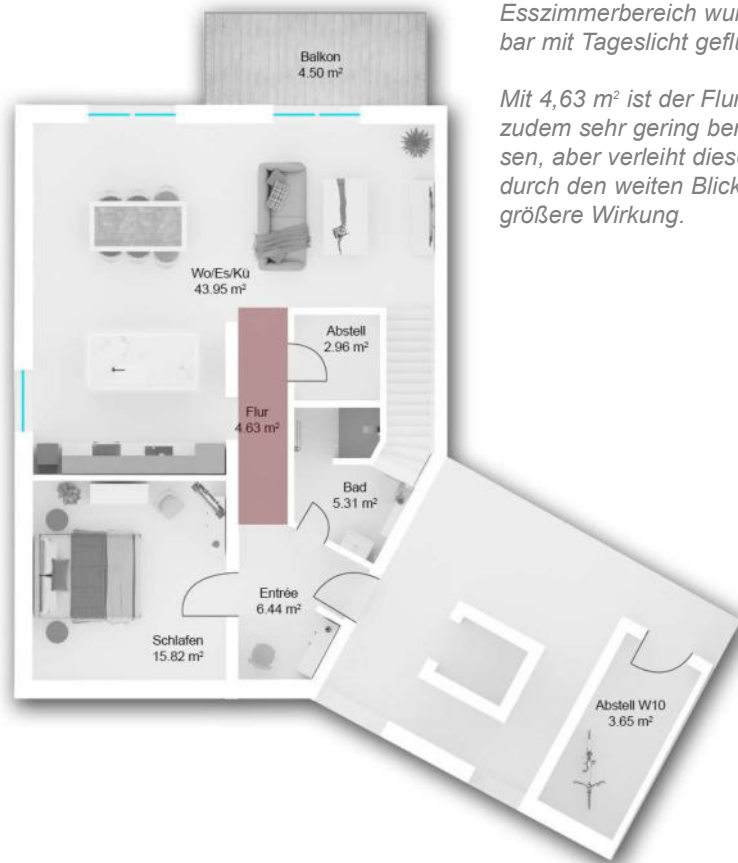 Esszimmerbereich wur
bar mit Tageslicht geflu
Mit 4,63 m² ist der Flur
zudem sehr gering ber
sen, aber verleiht diese
durch den weiten Blick
größere Wirkung.
Balkon
4.50 m²
Wo/Es/Kü
43.95 m²
Abstell
2.96 m²
Flur
4.63 m²
Bad
5.31 m²
Entrée
6.44 m²
Schlafen
15.82 m²
Abstell W10
3.65 m²